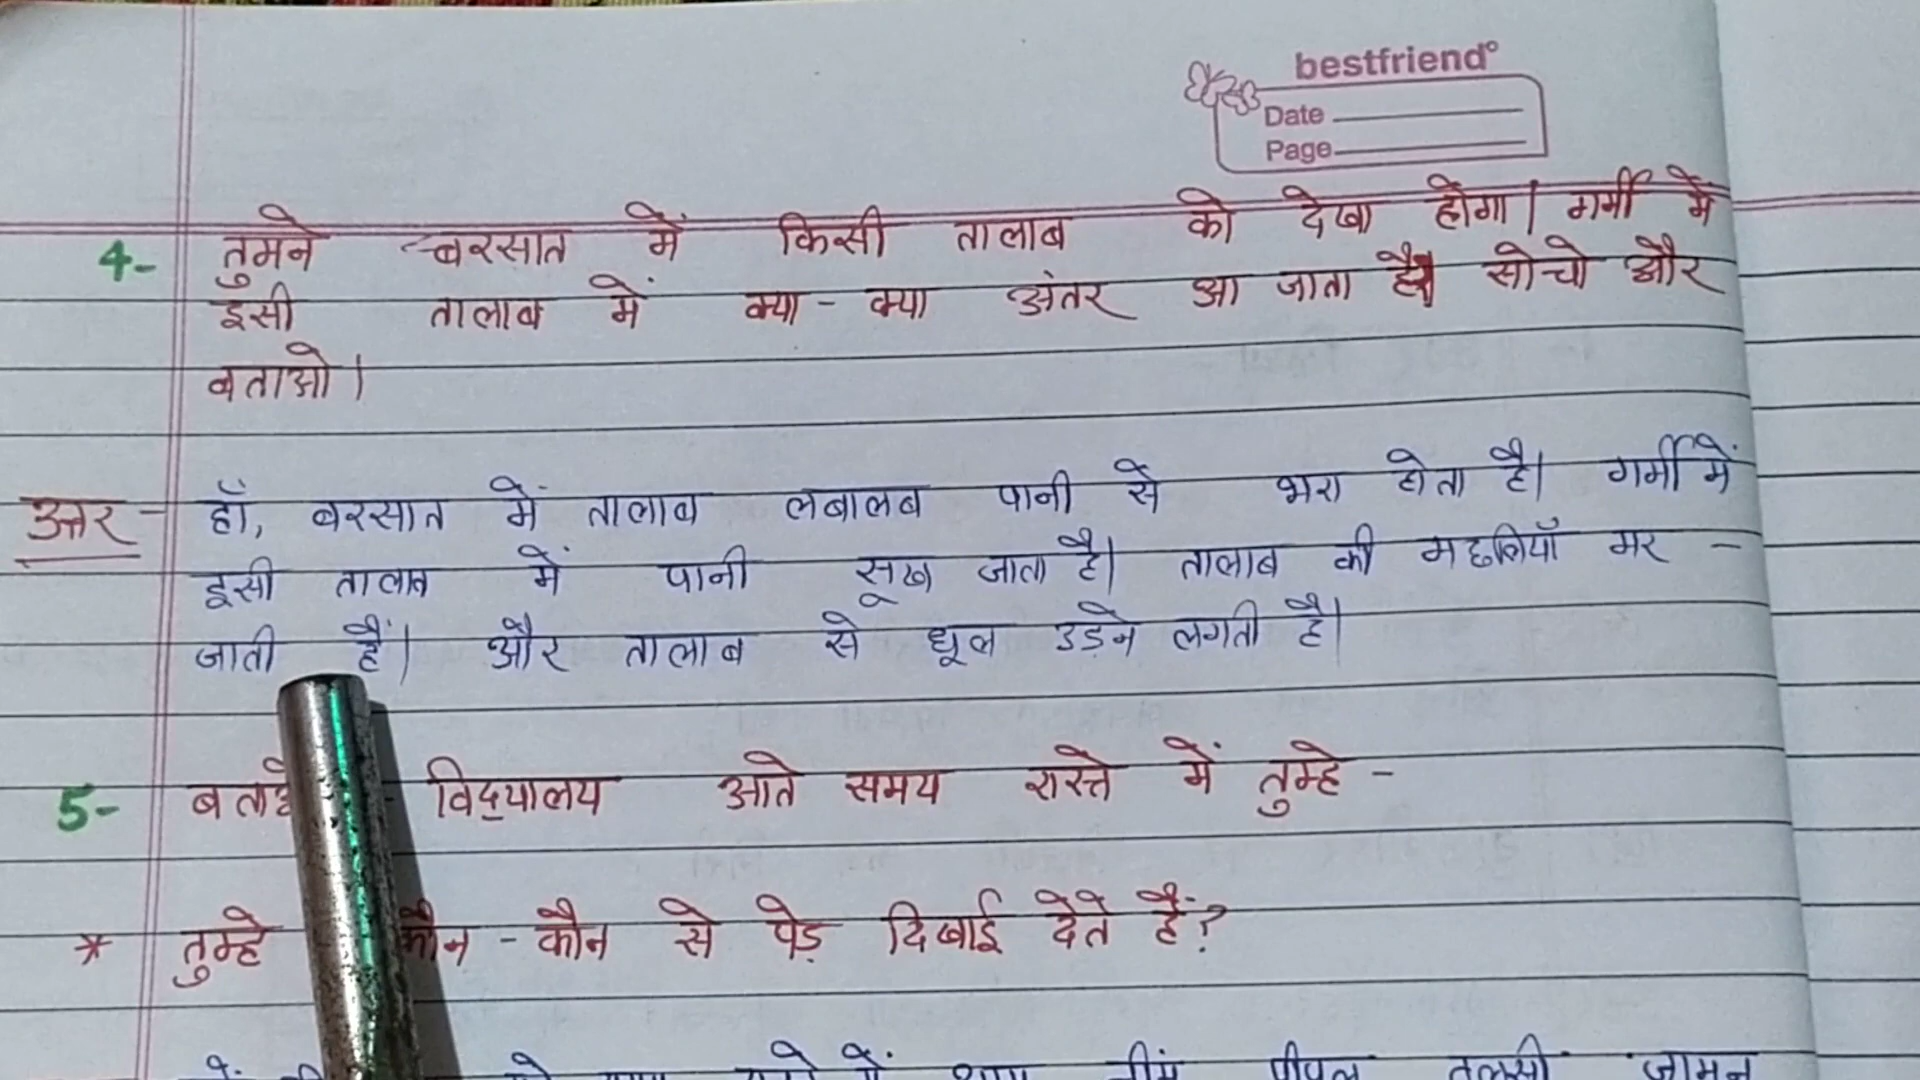 bestfriend
Date
Page
4- तुमने बरसात में किसी तालाब को देखा होगा। गर्मी में
इसी तालाब में क्या - क्या अंतर आ जाता है। सोचो और
बताओ।
उत्तर - हाँ, बरसात में तालाब लबालब पानी से भरा होता है। गर्मी में
इसी तालाब में पानी सूख जाता है। तालाब की मछलियाँ मर -
जाती हैं। और तालाब से धूल उड़ने लगती है।
5- विद्यालय आते समय रास्ते में तुम्हे -
* तुम्हे कौन - कौन से पेड़ दिखाई देते हैं?
पीपल तुलसी जामुन